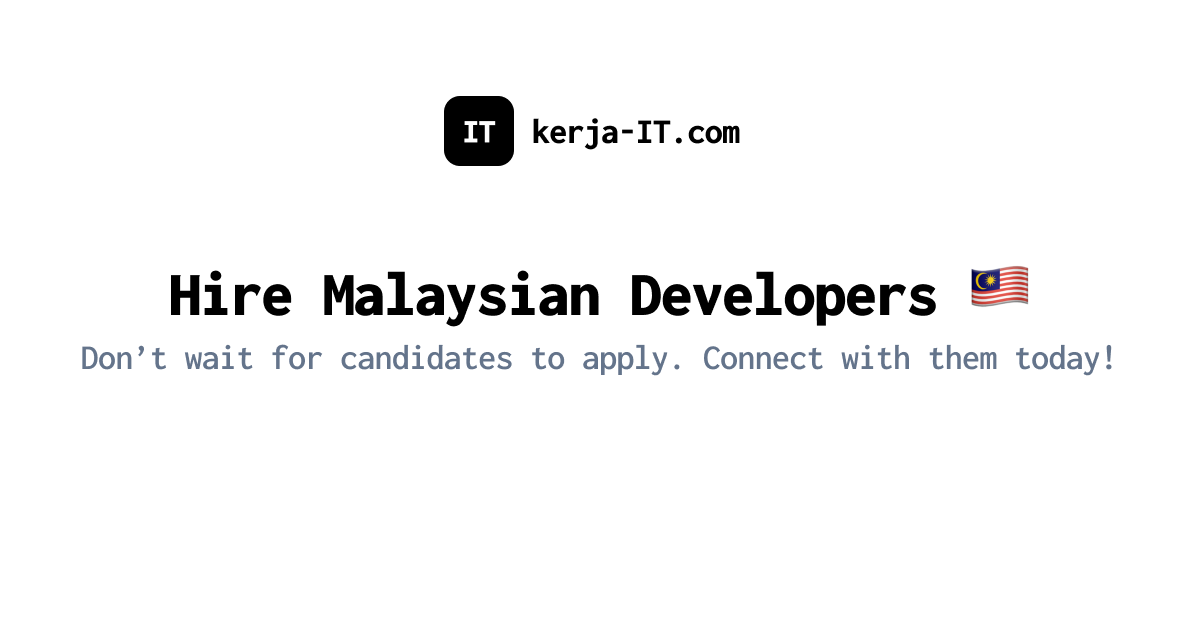 IT kerja-IT.com
Hire Malaysian Developers 🇲🇾
Don’t wait for candidates to apply. Connect with them today!